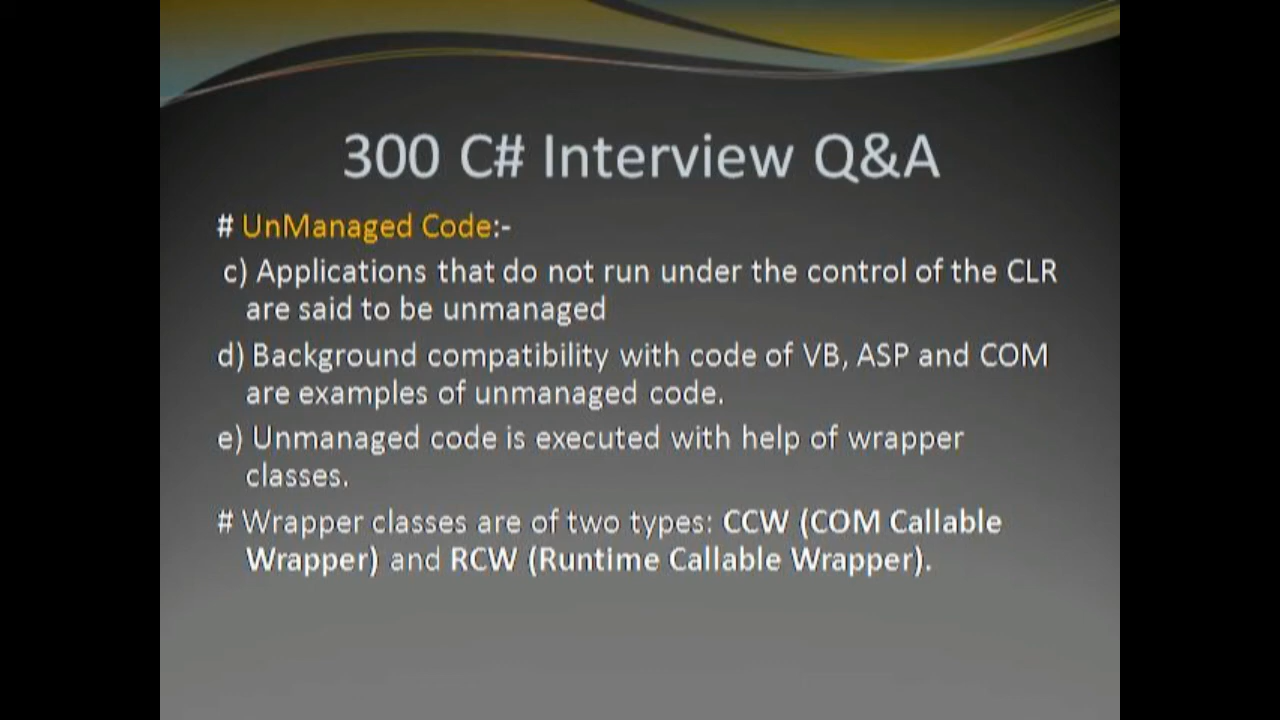 300 C# Interview Q&A
# UnManaged Code:-
c) Applications that do not run under the control of the CLR
are said to be unmanaged
d) Background compatibility with code of VB, ASP and COM
are examples of unmanaged code.
e) Unmanaged code is executed with help of wrapper
classes.
# Wrapper classes are of two types: CCW (COM Callable
Wrapper) and RCW (Runtime Callable Wrapper).